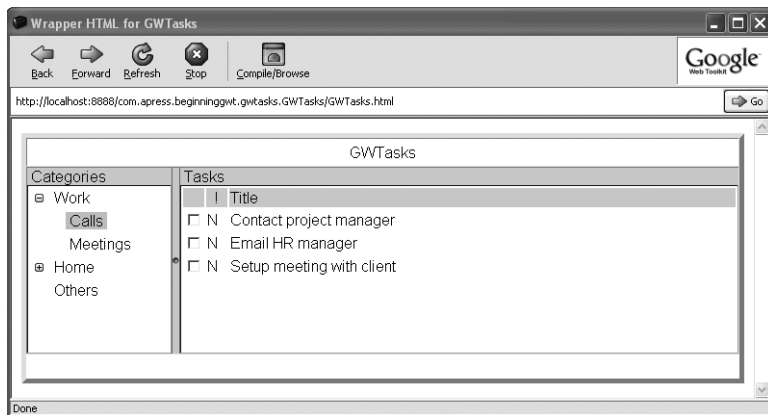 Wrapper HTML for GWTasks
Back Forward Refresh Stop Compile/Browse
Google
Web Toolkit
http://localhost:8888/com.apress.beginninggwt.gwtasks.GWTasks/GWTasks.html Go
GWTasks
Categories Tasks
Work ! Title
Calls N Contact project manager
Meetings N Email HR manager
Home N Setup meeting with client
Others
Done